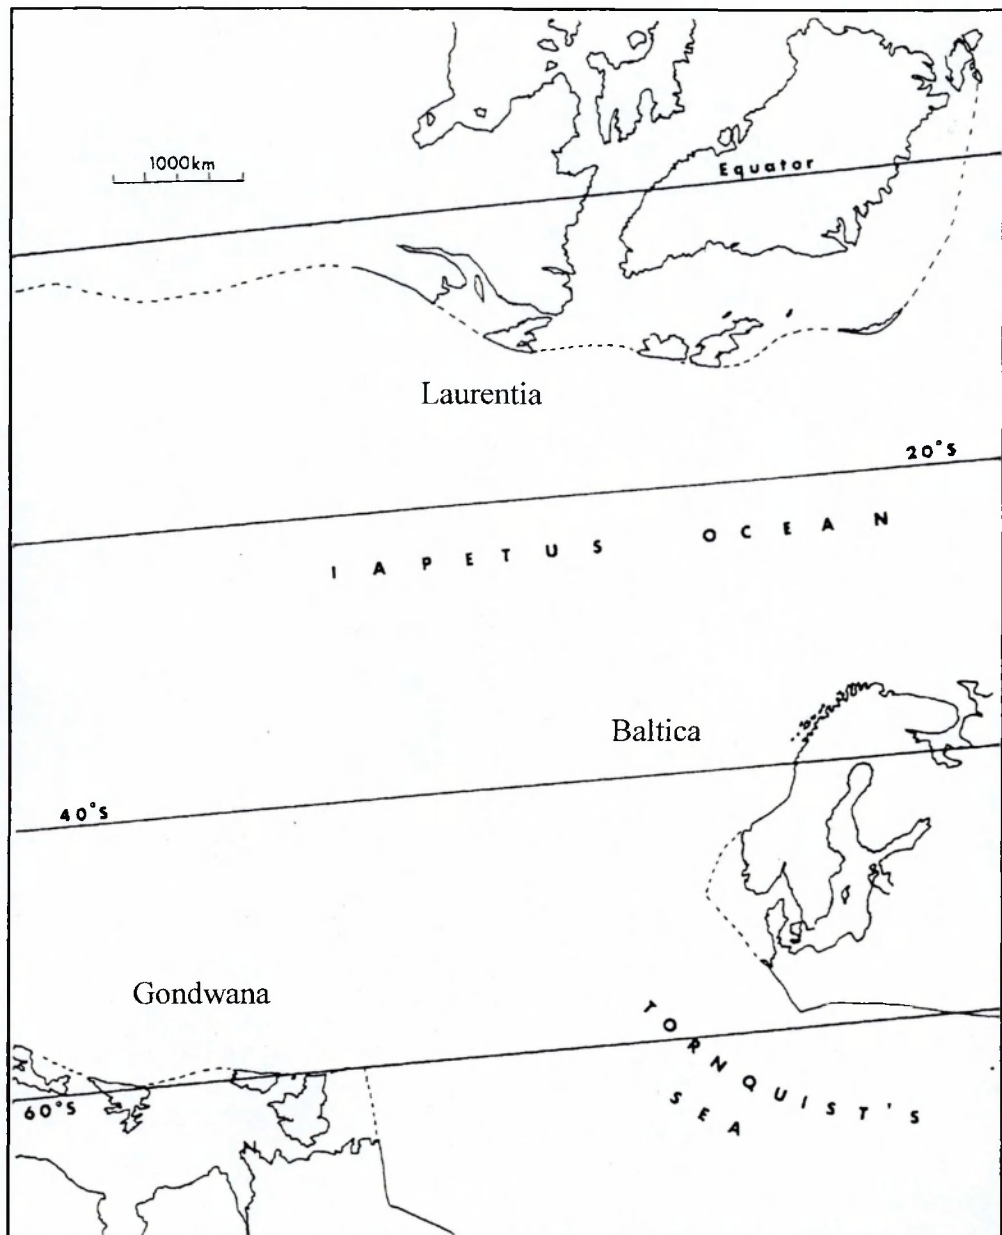 1000km
Equator
Laurentia
20°S
IAPETUS OCEAN
Baltica
40°S
Gondwana
TORNQUIST'S
SEA
60°S